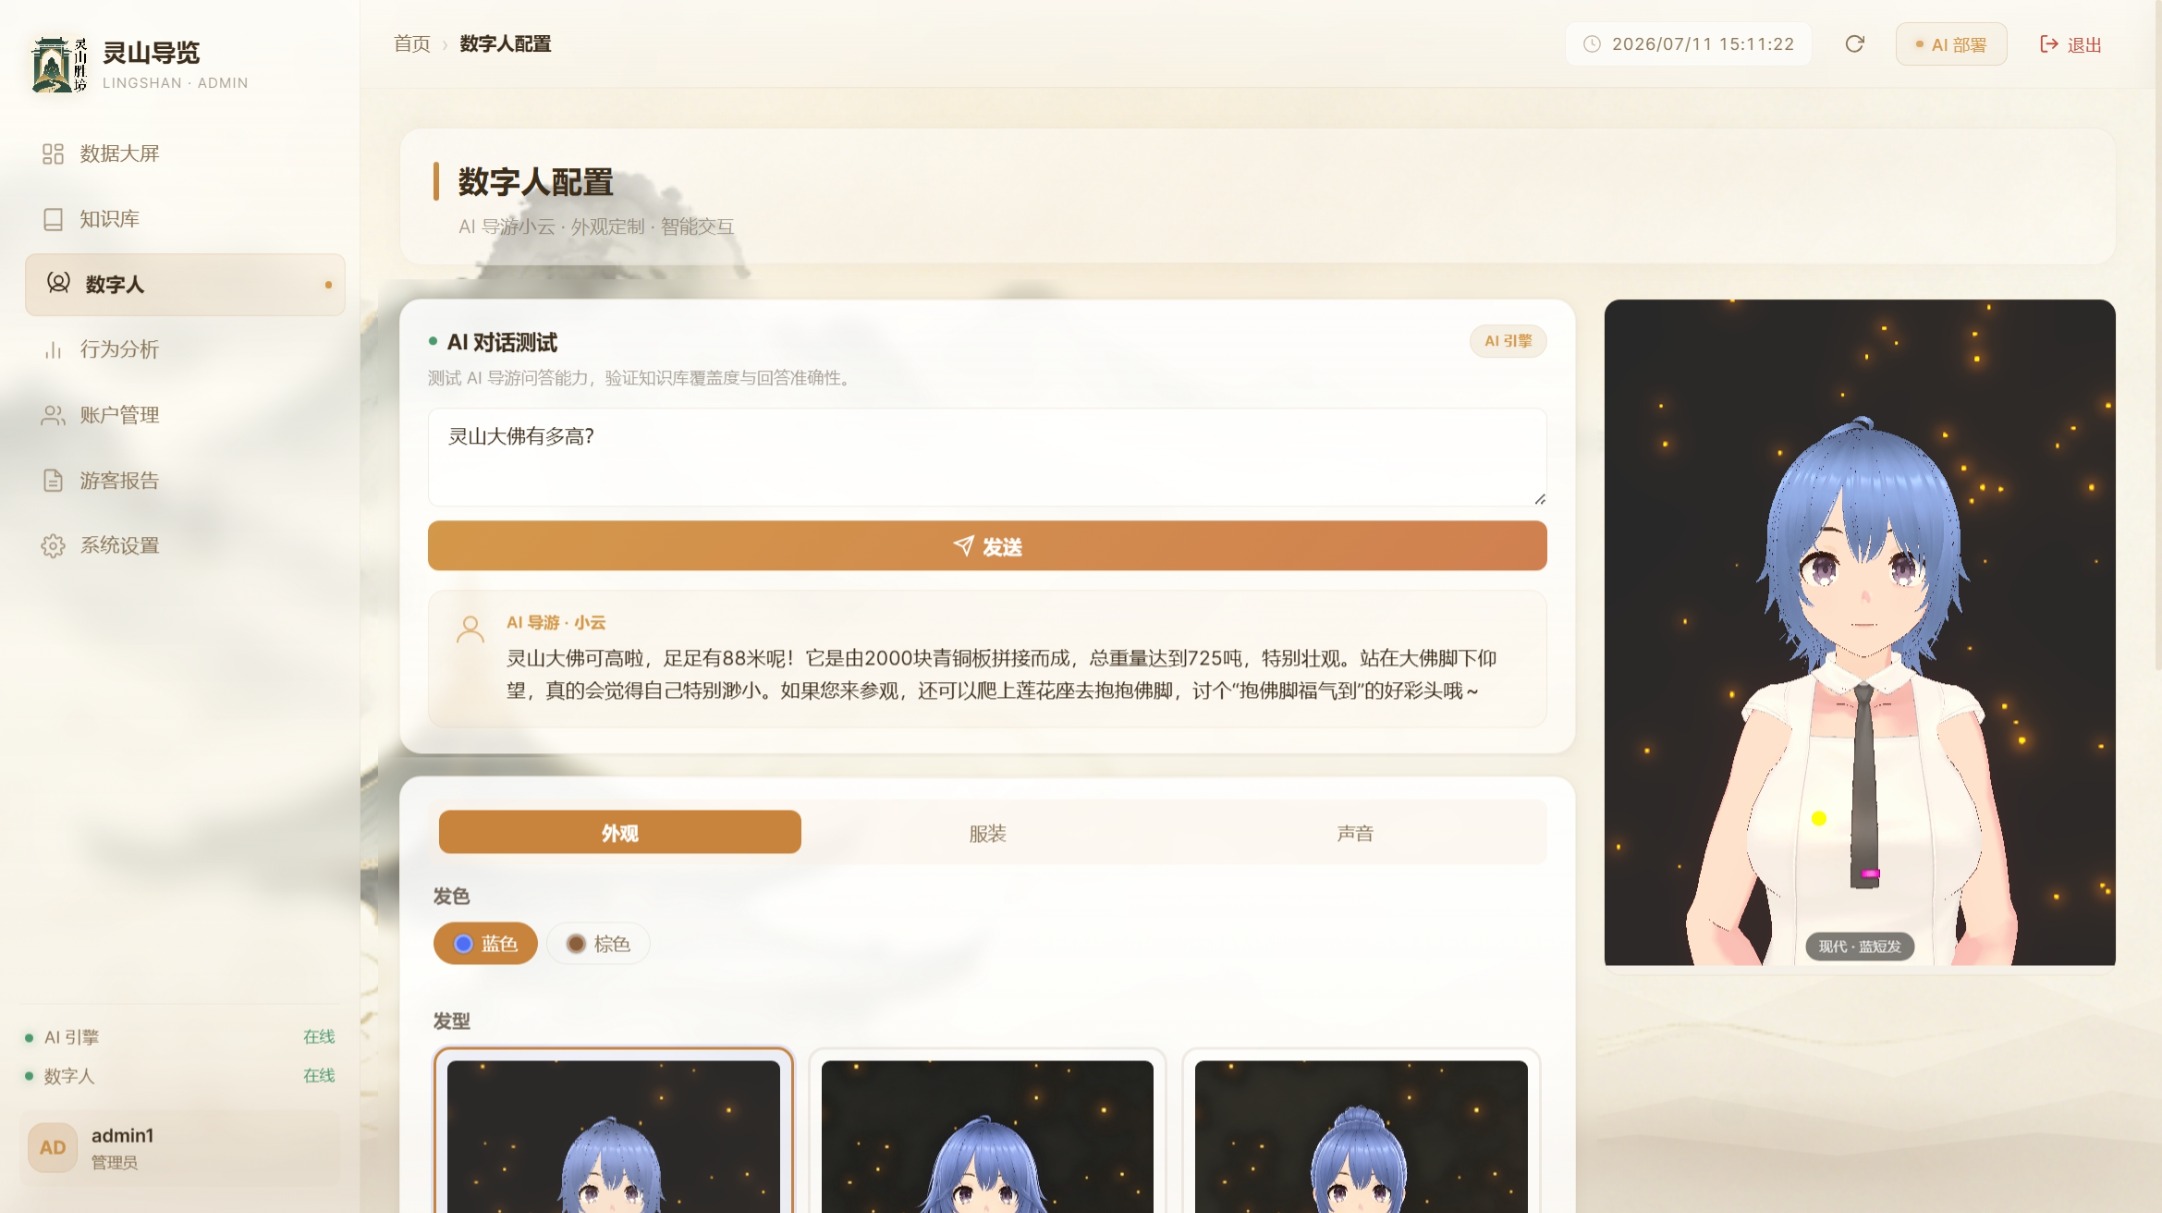 灵山胜境
灵山导览
LINGSHAN · ADMIN
数据大屏
知识库
数字人
行为分析
账户管理
游客报告
系统设置
AI 引擎 在线
数字人 在线
AD
admin1
管理员
首页 › 数字人配置
2026/07/11 15:11:22
AI 部署
退出
数字人配置
AI 导游小云 · 外观定制 · 智能交互
AI 对话测试
AI 引擎
测试 AI 导游问答能力，验证知识库覆盖度与回答准确性。
灵山大佛有多高?
发送
AI 导游 · 小云
灵山大佛可高啦，足足有88米呢！它是由2000块青铜板拼接而成，总重量达到725吨，特别壮观。站在大佛脚下仰
望，真的会觉得自己特别渺小。如果您来参观，还可以爬上莲花座去抱抱佛脚，讨个“抱佛脚福气到”的好彩头哦~
外观
服装
声音
发色
蓝色
棕色
发型
现代 · 蓝短发